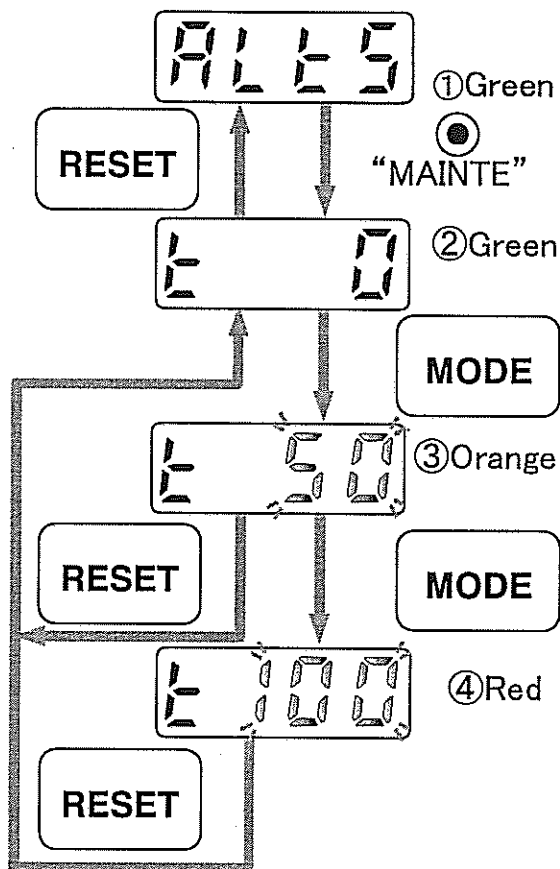 ALtS
①Green
RESET
“MAINTE”
t 0
②Green
MODE
t 50
③Orange
RESET
MODE
t 100
④Red
RESET